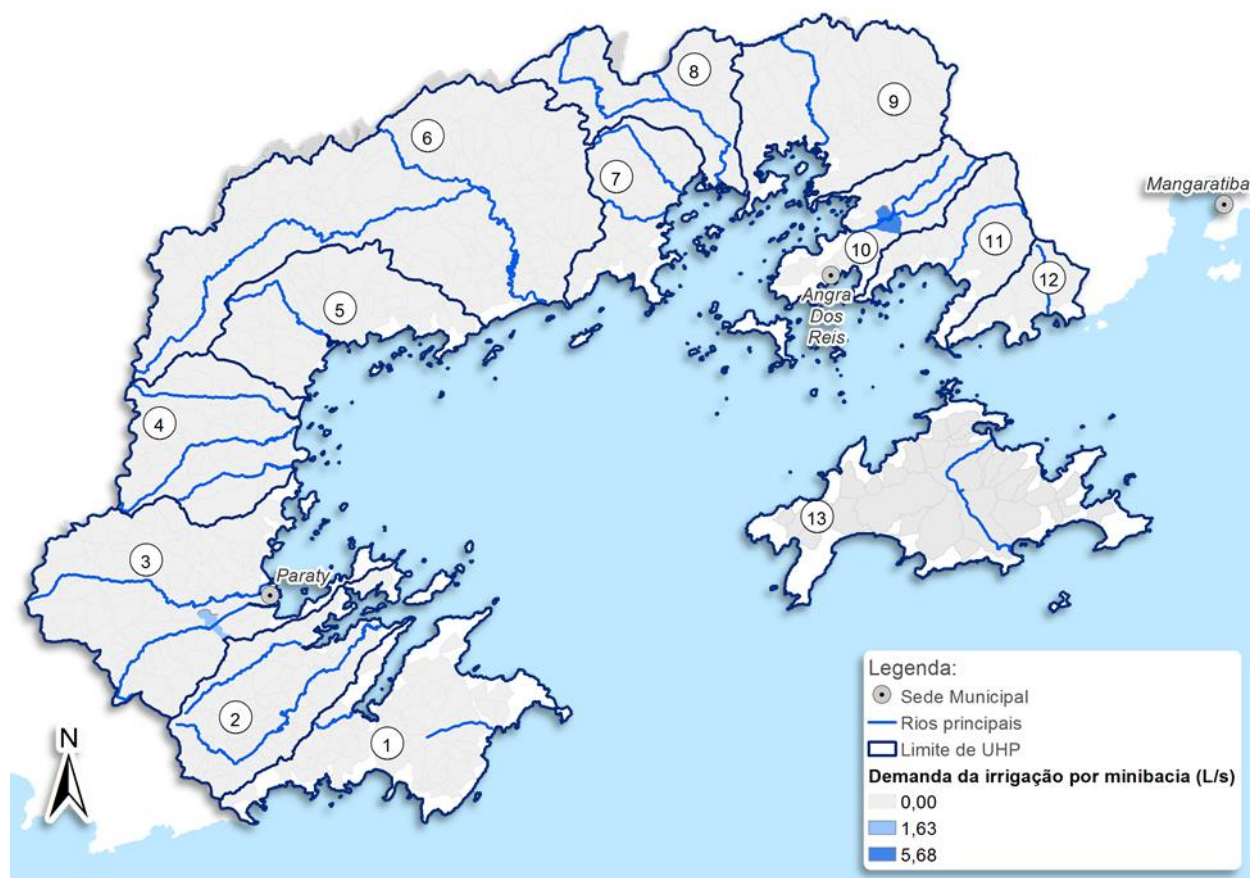 8
9
6
7
Mangaratiba
10
11
12
Angra
Dos
Reis
5
4
13
3
Paraty
2
1
N
Legenda:
Sede Municipal
Rios principais
Limite de UHP
Demanda da irrigação por minibacia (L/s)
0,00
1,63
5,68